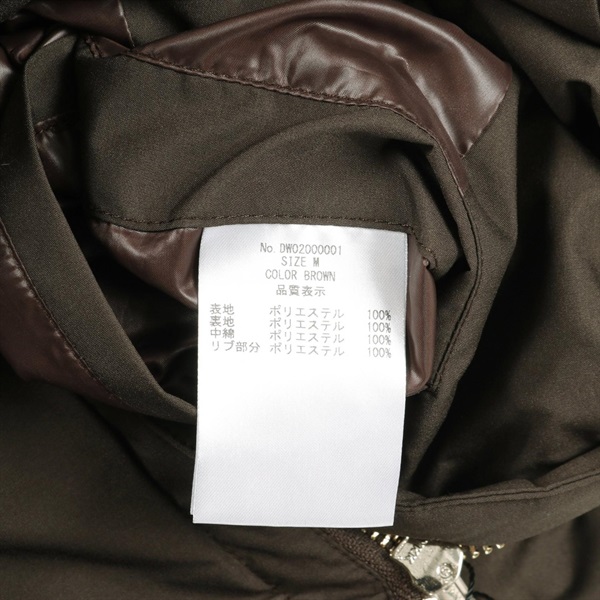 No. DW02000001
SIZE M
COLOR BROWN
品質表示
表地 ポリエステル 100%
裏地 ポリエステル 100%
中綿 ポリエステル 100%
リブ部分 ポリエステル 100%